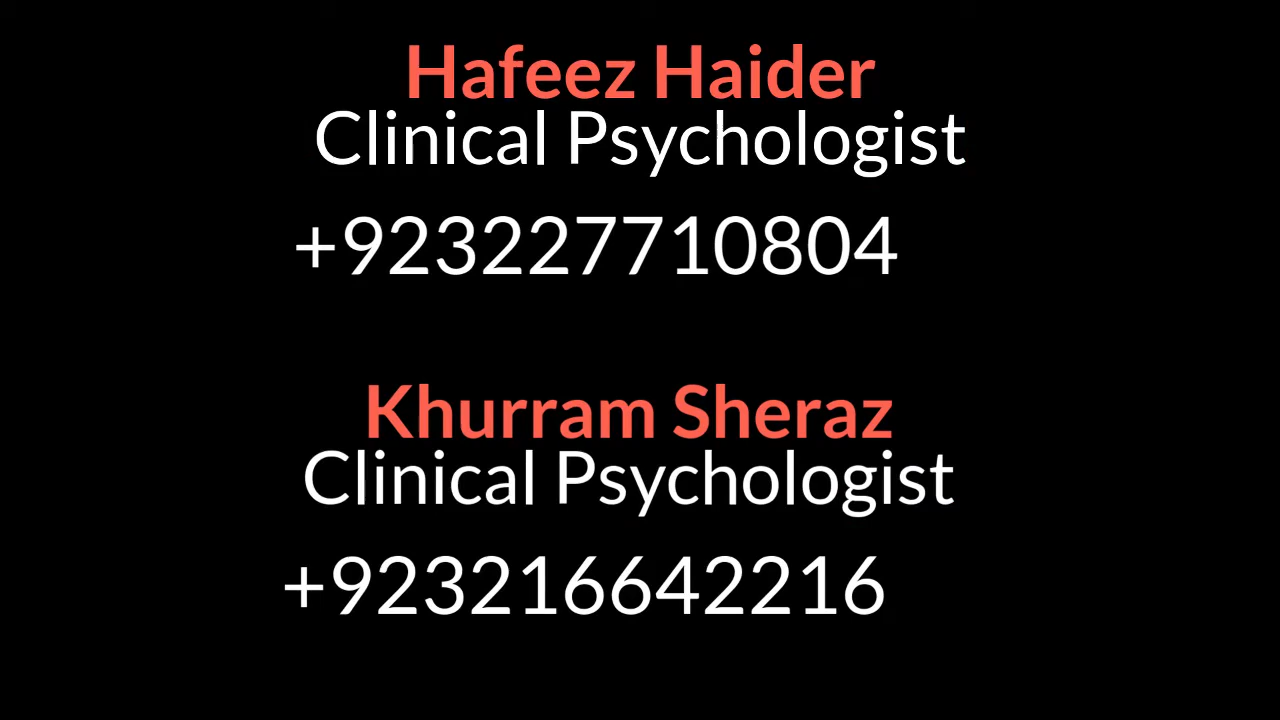 Hafeez Haider
Clinical Psychologist
+923227710804
Khurram Sheraz
Clinical Psychologist
+923216642216